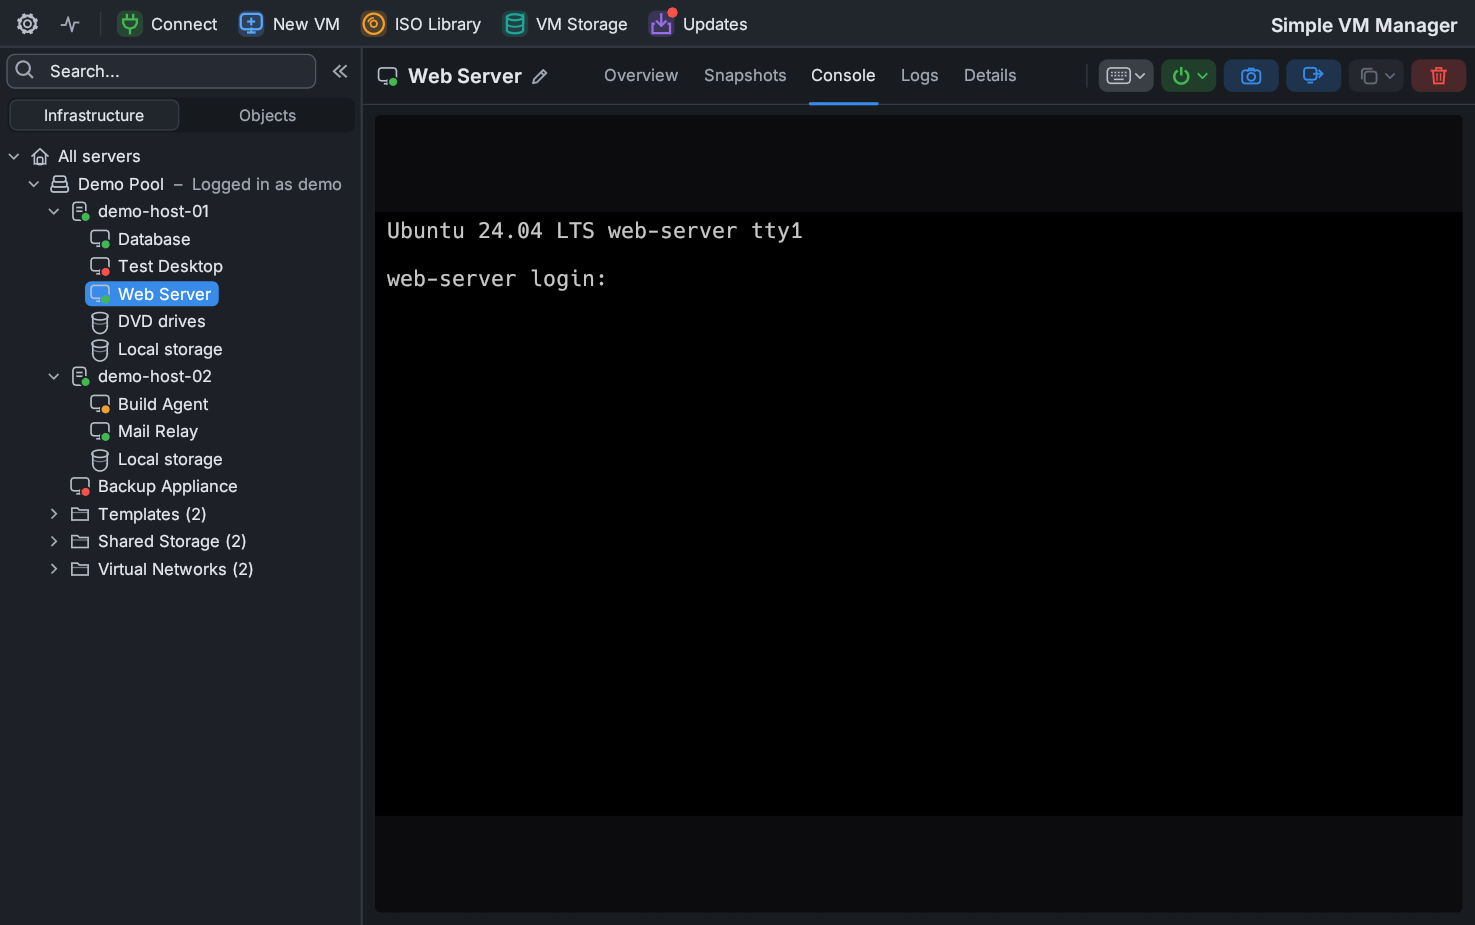 Connect New VM ISO Library VM Storage Updates Simple VM Manager
Search...
Web Server Overview Snapshots Console Logs Details
Infrastructure Objects
All servers
Demo Pool – Logged in as demo
demo-host-01
Database
Test Desktop
Web Server
DVD drives
Local storage
demo-host-02
Build Agent
Mail Relay
Local storage
Backup Appliance
Templates (2)
Shared Storage (2)
Virtual Networks (2)
Ubuntu 24.04 LTS web-server tty1
web-server login: